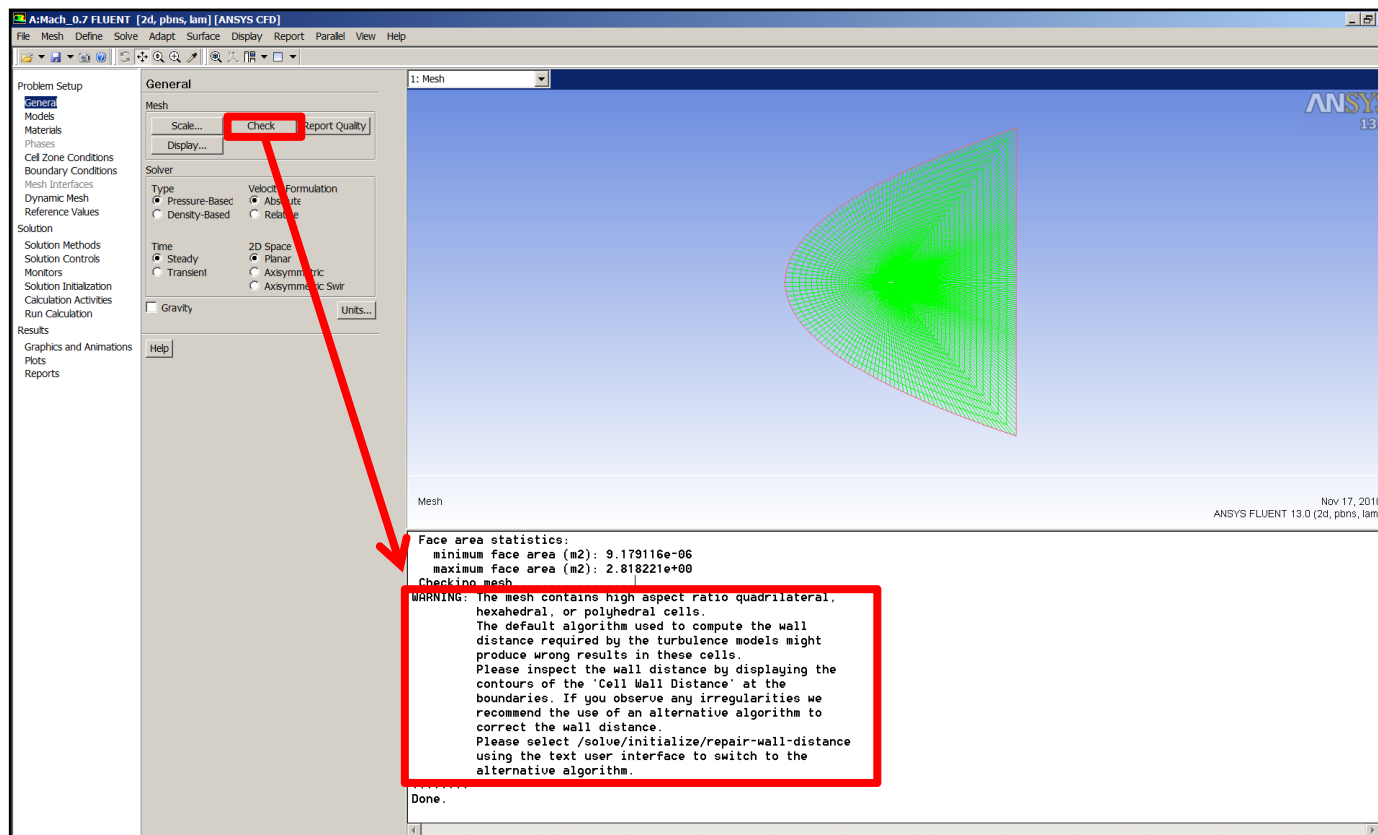 A:Mach_0.7 FLUENT [2d, pbns, lam] [ANSYS CFD]
File Mesh Define Solve Adapt Surface Display Report Parallel View Help
Problem Setup
General
Models
Materials
Phases
Cell Zone Conditions
Boundary Conditions
Mesh Interfaces
Dynamic Mesh
Reference Values
Solution
Solution Methods
Solution Controls
Monitors
Solution Initialization
Calculation Activities
Run Calculation
Results
Graphics and Animations
Plots
Reports
General
Mesh
Scale... Check Report Quality
Display...
Solver
Type Velocity Formulation
Pressure-Based Absolute
Density-Based Relative
Time 2D Space
Steady Planar
Transient Axisymmetric
Axisymmetric Swir
Gravity Units...
Help
1: Mesh
ANSYS
13
Mesh
Nov 17, 201
ANSYS FLUENT 13.0 (2d, pbns, lam
Face area statistics:
minimum face area (m2): 9.179116e-06
maximum face area (m2): 2.818221e+00
Checking mesh.................
WARNING: The mesh contains high aspect ratio quadrilateral,
hexahedral, or polyhedral cells.
The default algorithm used to compute the wall
distance required by the turbulence models might
produce wrong results in these cells.
Please inspect the wall distance by displaying the
contours of the 'Cell Wall Distance' at the
boundaries. If you observe any irregularities we
recommend the use of an alternative algorithm to
correct the wall distance.
Please select /solve/initialize/repair-wall-distance
using the text user interface to switch to the
alternative algorithm.
........
Done.